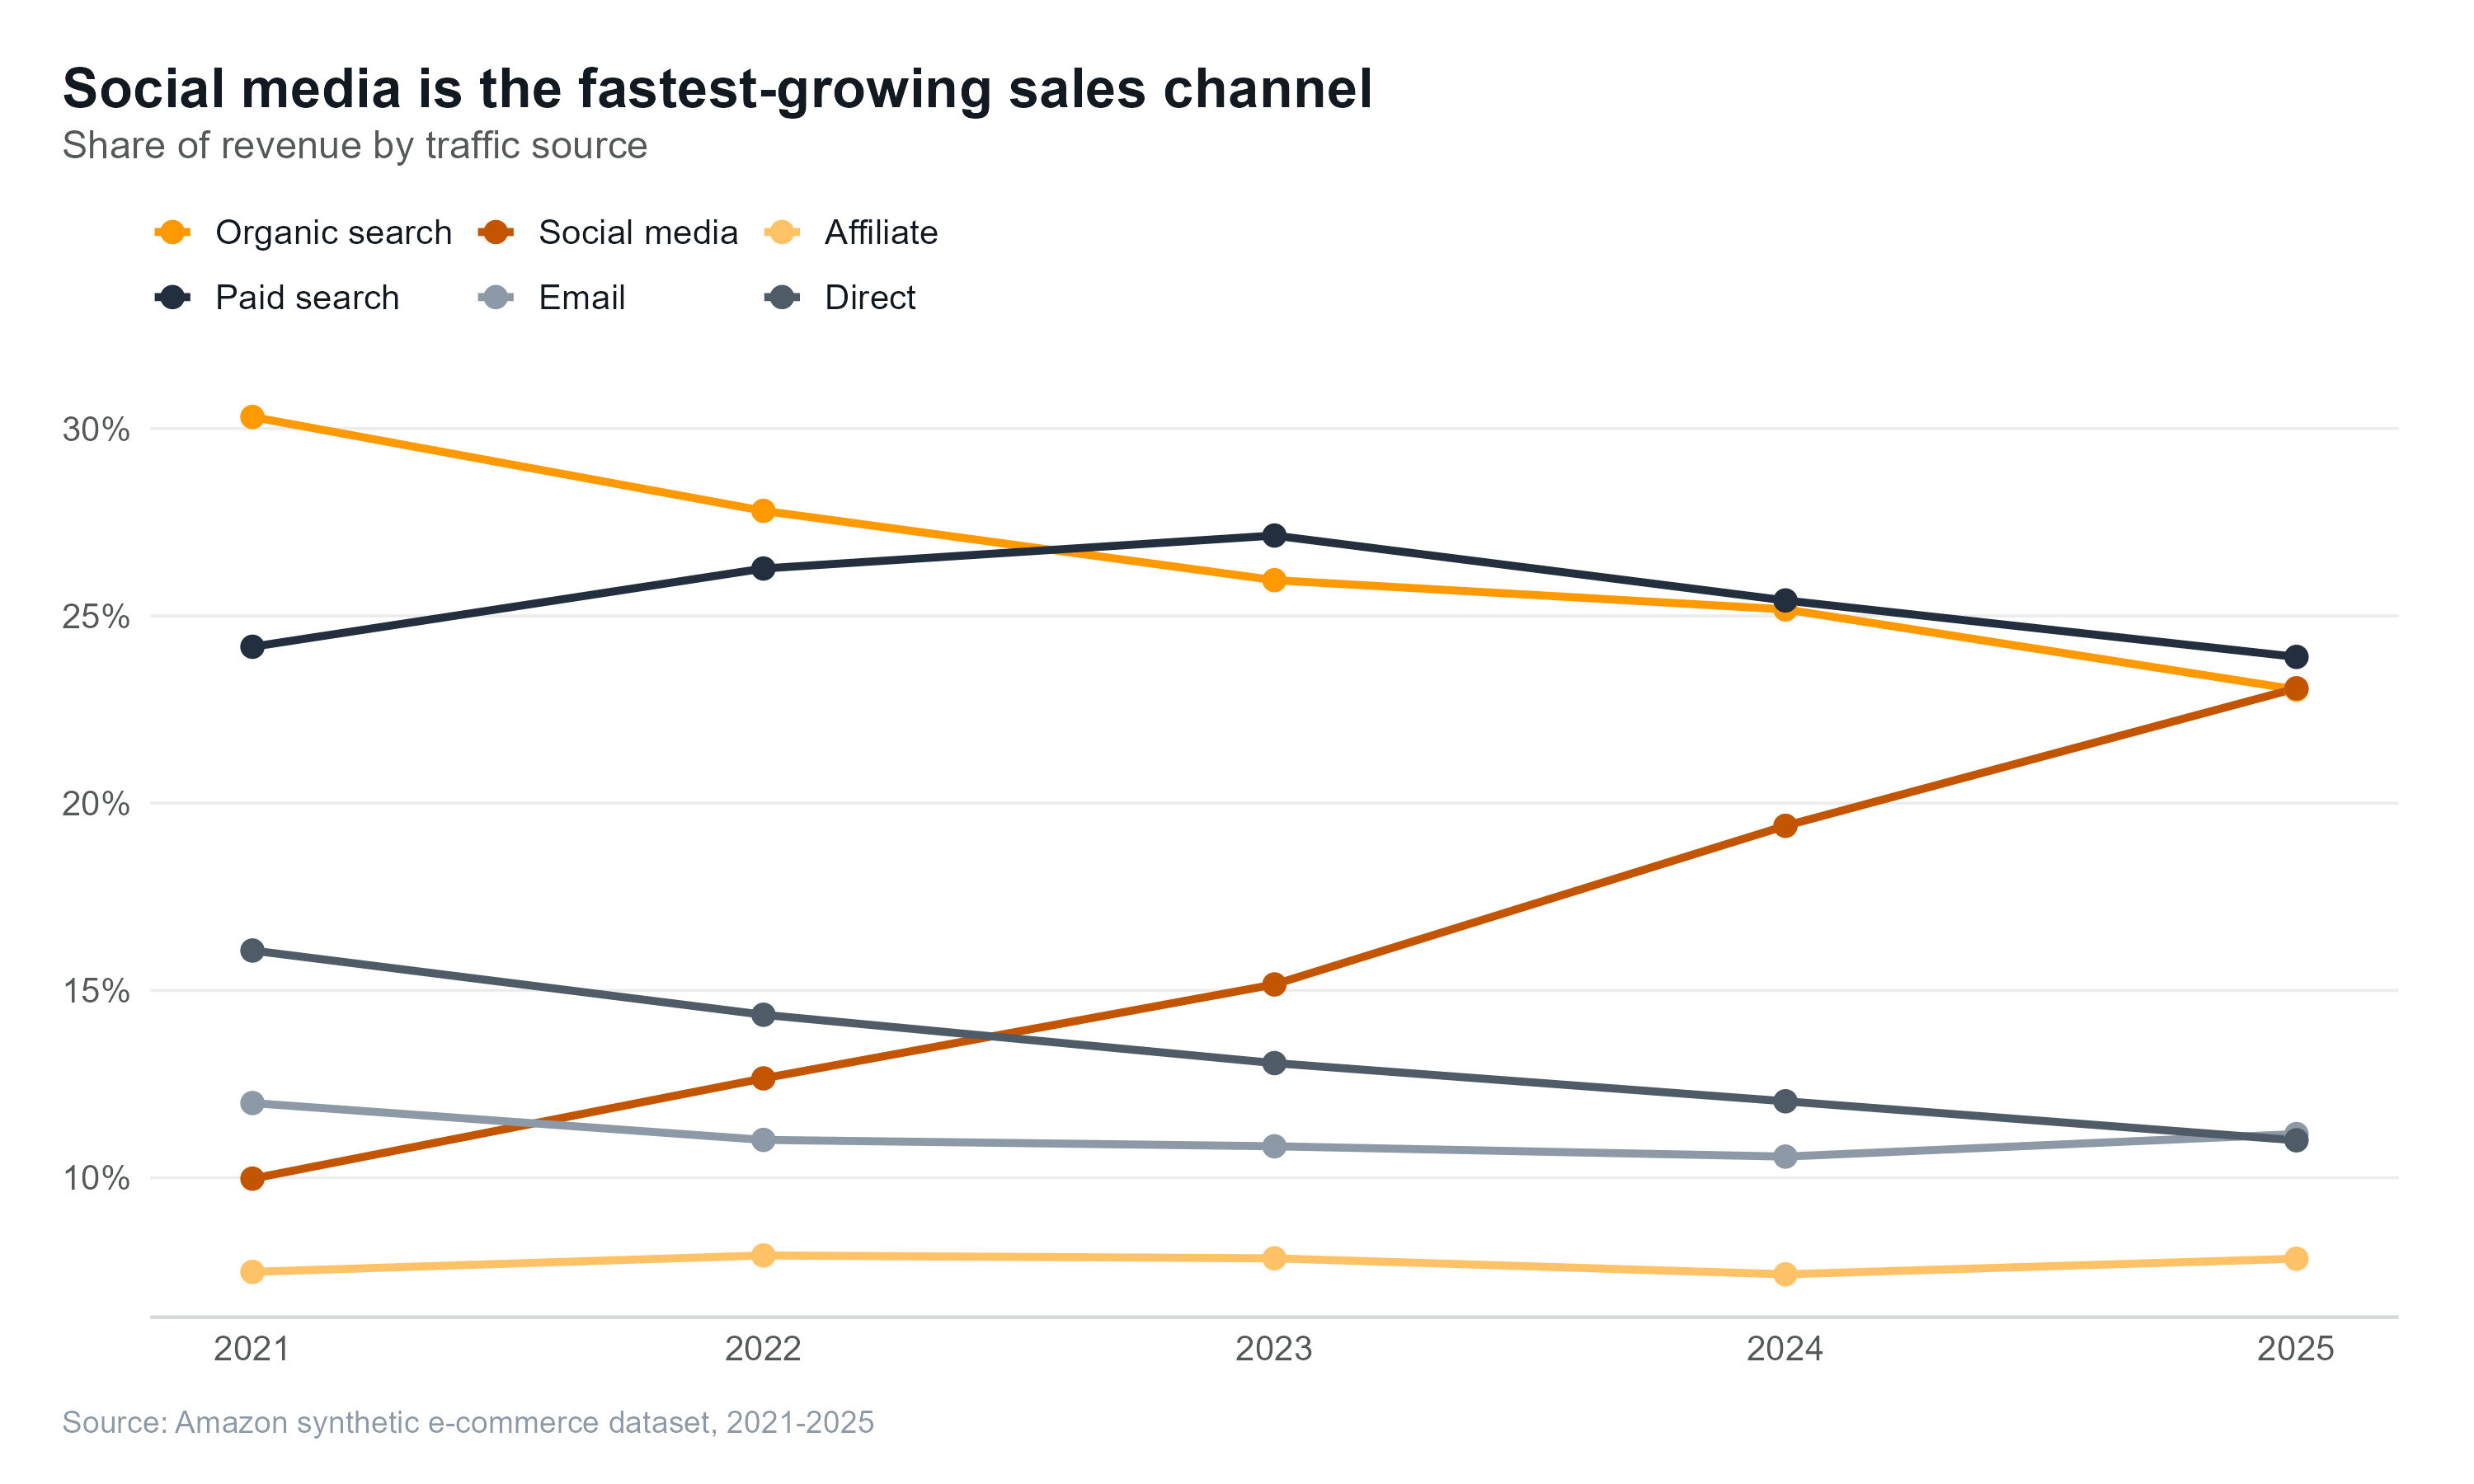 Social media is the fastest-growing sales channel
Share of revenue by traffic source
Organic search Social media Affiliate
Paid search Email Direct
30%
25%
20%
15%
10%
2021 2022 2023 2024 2025
Source: Amazon synthetic e-commerce dataset, 2021-2025